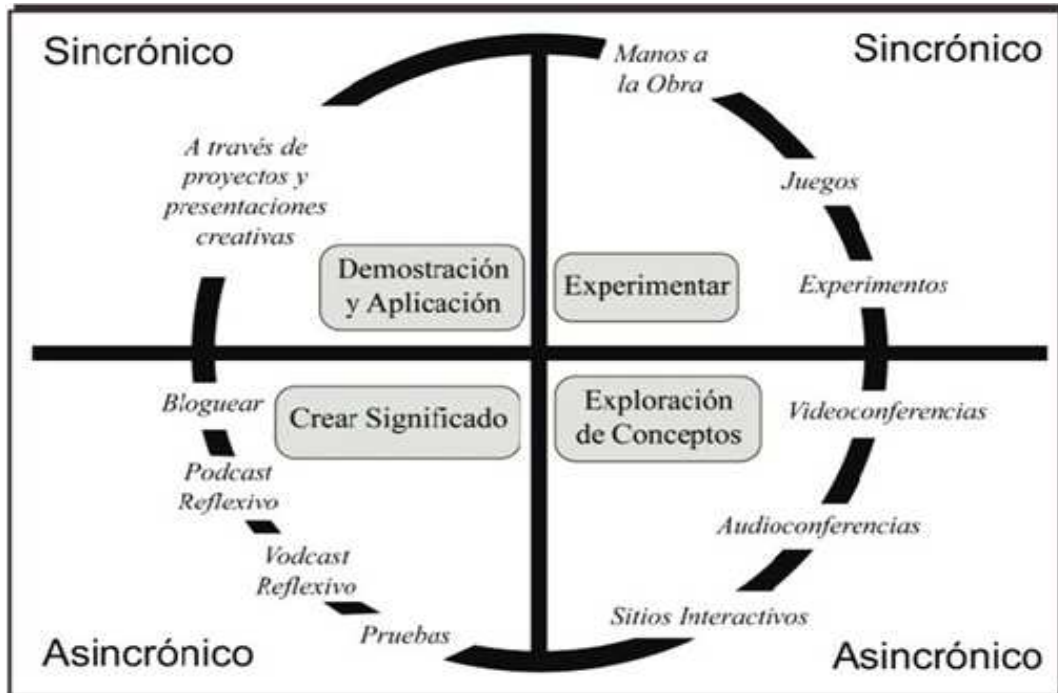 Sincrónico
Sincrónico
Manos a
la Obra
A través de
proyectos y
presentaciones
creativas
Juegos
Demostración
y Aplicación
Experimentar
Experimentos
Bloguear
Crear Significado
Exploración
de Conceptos
Videoconferencias
Podcast
Reflexivo
Audioconferencias
Vodcast
Reflexivo
Pruebas
Sitios Interactivos
Asincrónico
Asincrónico